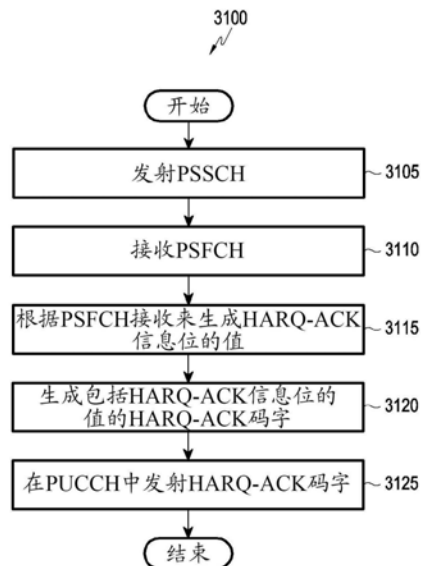 3100
开始
发射PSSCH
3105
接收PSFCH
3110
根据PSFCH接收来生成HARQ-ACK
信息位的值
3115
生成包括HARQ-ACK信息位的
值的HARQ-ACK码字
3120
在PUCCH中发射HARQ-ACK码字
3125
结束